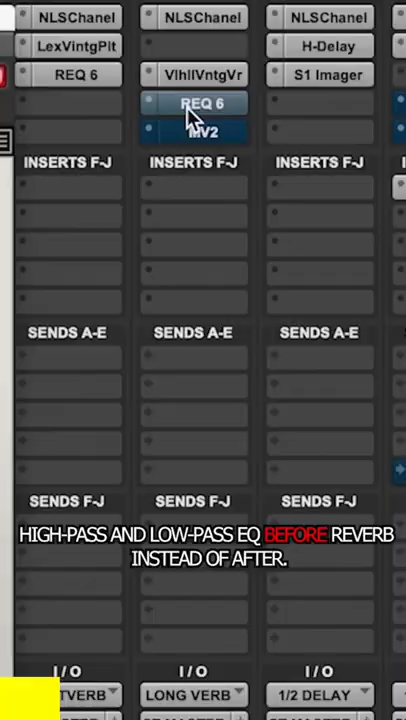 NLSChanel NLSChanel NLSChanel
LexVintgPlt H-Delay
REQ 6 VlhllVntgVr S1 Imager
REQ 6
MV2
INSERTS F-J INSERTS F-J INSERTS F-J
SENDS A-E SENDS A-E SENDS A-E
SENDS F-J SENDS F-J SENDS F-J
HIGH-PASS AND LOW-PASS EQ BEFORE REVERB
INSTEAD OF AFTER.
I / O I / O I / O
TVERB LONG VERB 1/2 DELAY